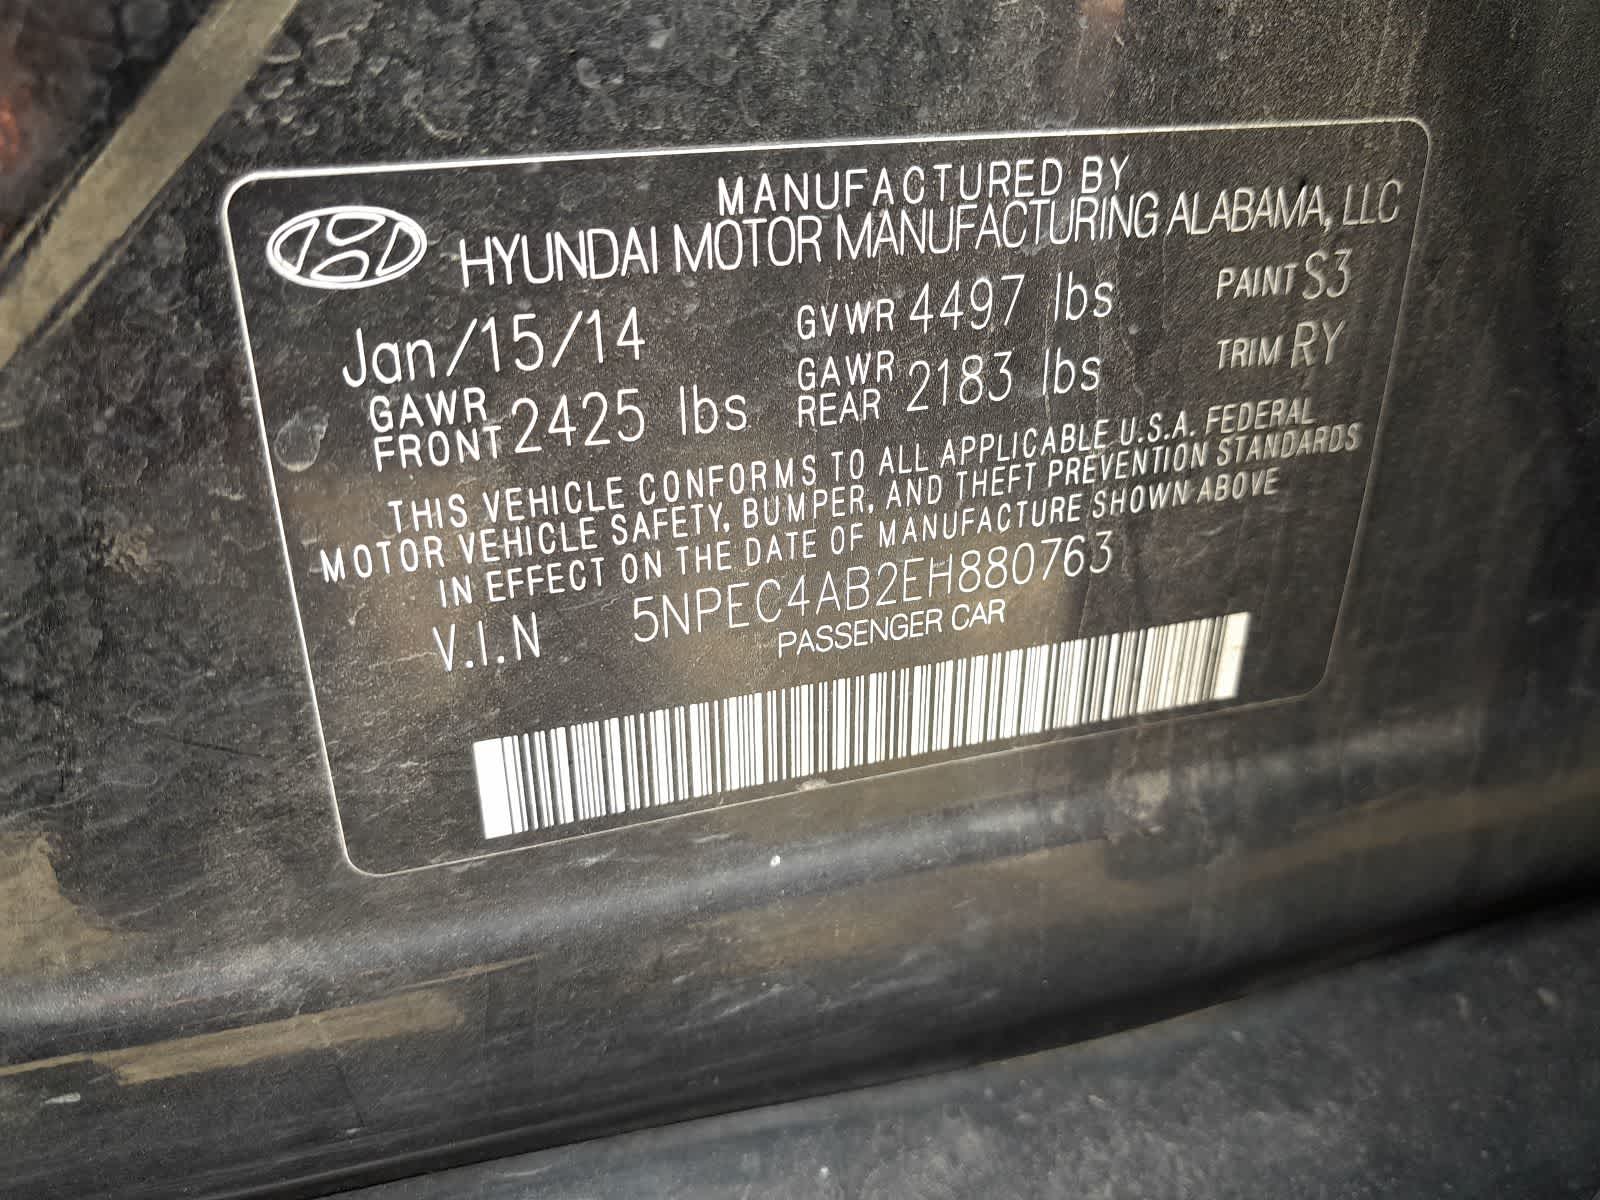 MANUFACTURED BY
HYUNDAI MOTOR MANUFACTURING ALABAMA, LLC
Jan/15/14 GVWR 4497 lbs PAINT S3
GAWR FRONT 2425 lbs GAWR REAR 2183 lbs TRIM RY
THIS VEHICLE CONFORMS TO ALL APPLICABLE U.S.A. FEDERAL
MOTOR VEHICLE SAFETY, BUMPER, AND THEFT PREVENTION STANDARDS
IN EFFECT ON THE DATE OF MANUFACTURE SHOWN ABOVE
V.I.N 5NPEC4AB2EH880763
PASSENGER CAR